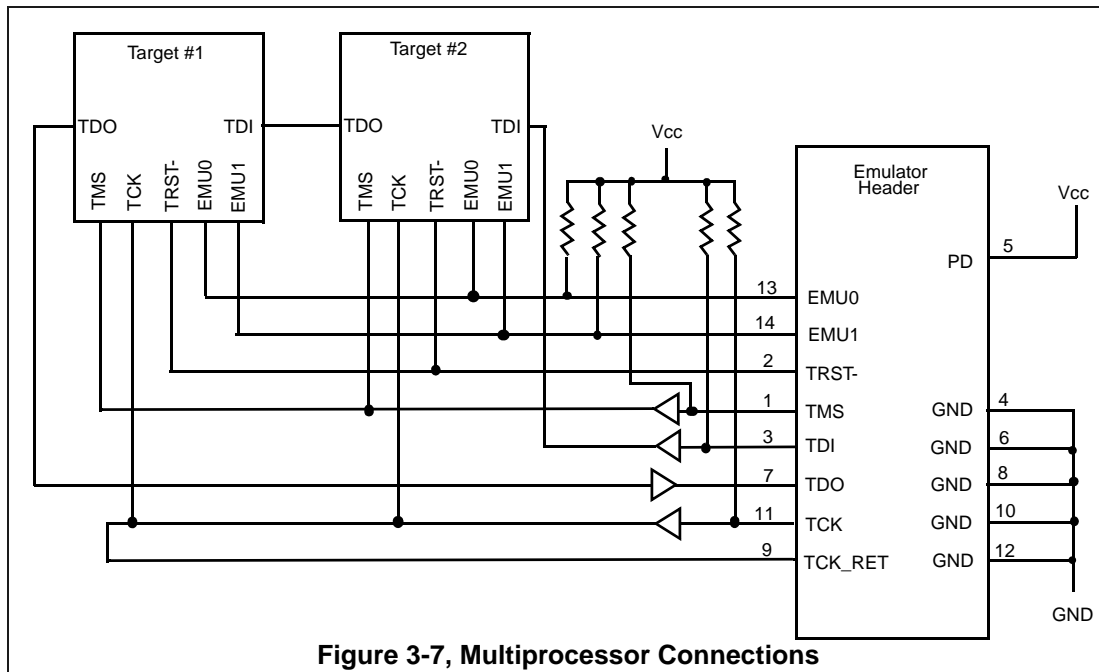 Target #1
Target #2
TDO
TDI
TDO
TDI
TMS
TCK
TRST-
EMU0
EMU1
TMS
TCK
TRST-
EMU0
EMU1
Vcc
Emulator
Header
Vcc
PD
5
13
EMU0
14
EMU1
2
TRST-
1
TMS
GND
4
3
TDI
GND
6
7
TDO
GND
8
11
TCK
GND
10
9
TCK_RET
GND
12
GND
Figure 3-7, Multiprocessor Connections